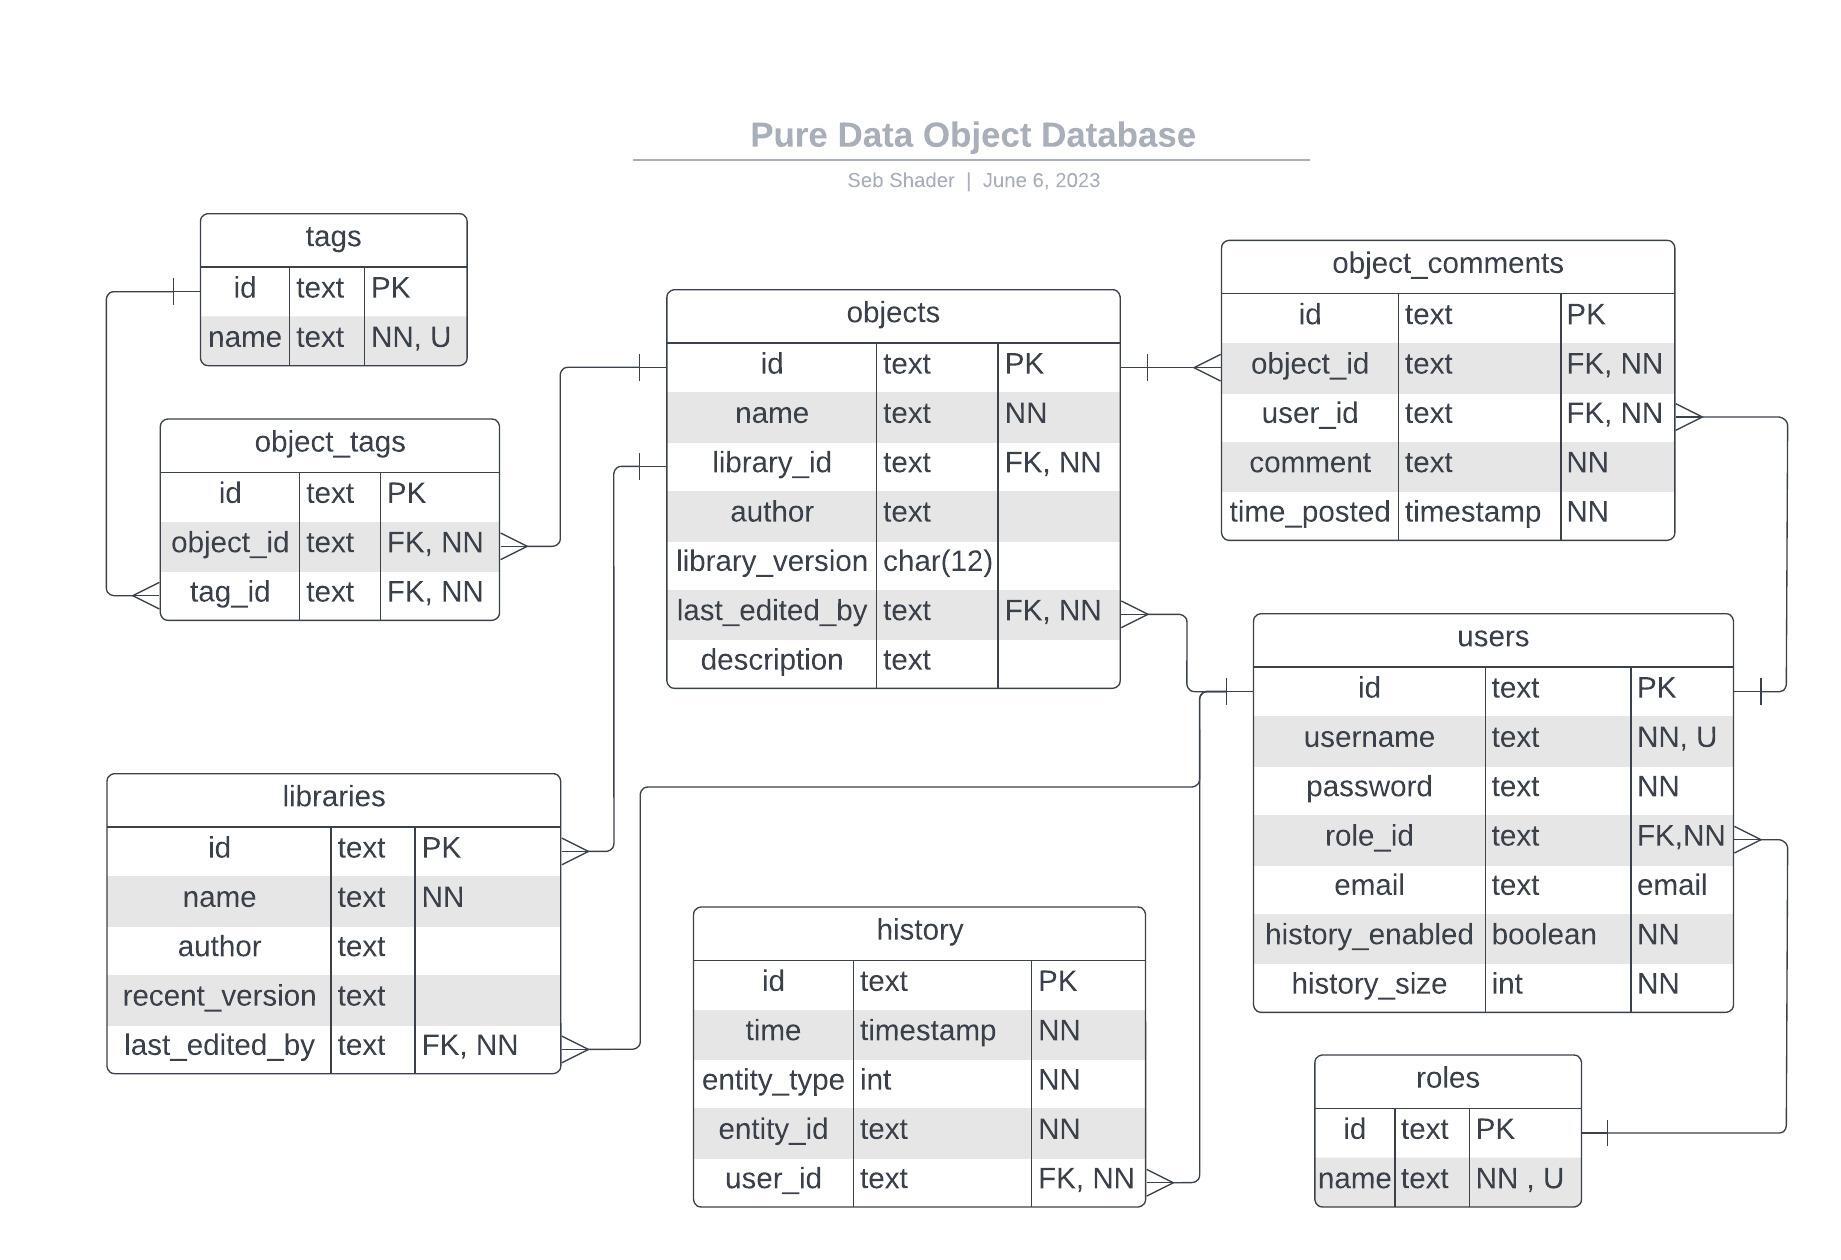 Pure Data Object Database
Seb Shader | June 6, 2023
tags
id text PK
name text NN, U
object_tags
id text PK
object_id text FK, NN
tag_id text FK, NN
objects
id text PK
name text NN
library_id text FK, NN
author text
library_version char(12)
last_edited_by text FK, NN
description text
object_comments
id text PK
object_id text FK, NN
user_id text FK, NN
comment text NN
time_posted timestamp NN
users
id text PK
username text NN, U
password text NN
role_id text FK,NN
email text email
history_enabled boolean NN
history_size int NN
libraries
id text PK
name text NN
author text
recent_version text
last_edited_by text FK, NN
history
id text PK
time timestamp NN
entity_type int NN
entity_id text NN
user_id text FK, NN
roles
id text PK
name text NN , U